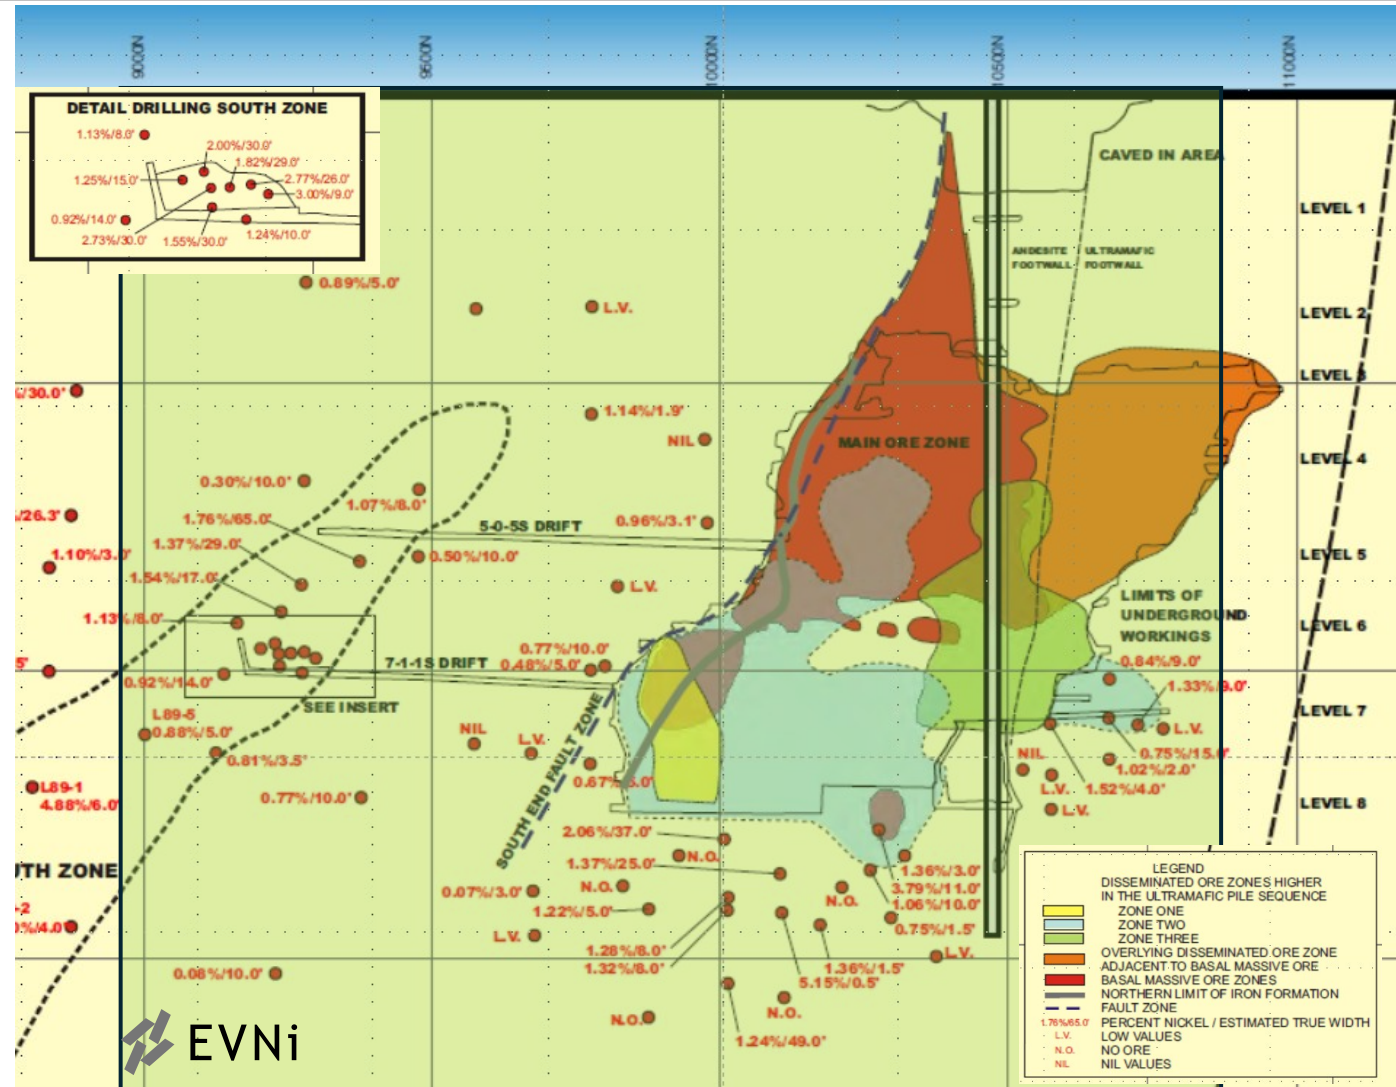 9000N
9500N
10000N
10500N
11000N
DETAIL DRILLING SOUTH ZONE
1.13%/8.0'
2.00%/30.0'
1.82%/29.0'
1.25%/15.0'
2.77%/26.0'
3.00%/9.0'
0.92%/14.0'
2.73%/30.0'
1.55%/30.0'
1.24%/10.0'
CAVED IN AREA
LEVEL 1
ANDESITE ULTRAMAFIC
FOOTWALL FOOTWALL
0.89%/5.0'
L.V.
LEVEL 2
LEVEL 3
%/30.0'
1.14%/1.9'
NIL
MAIN ORE ZONE
LEVEL 4
0.30%/10.0'
1.07%/8.0'
1.76%/65.0'
5-0-5S DRIFT
0.96%/3.1'
/26.3'
1.37%/29.0'
1.10%/3.0'
0.50%/10.0'
LEVEL 5
1.54%/17.0'
L.V.
LIMITS OF
UNDERGROUND
WORKINGS
1.13%/8.0'
LEVEL 6
0.77%/10.0'
0.48%/5.0'
7-1-1S DRIFT
5'
0.84%/9.0'
0.92%/14.0'
1.33%/9.0'
SEE INSERT
LEVEL 7
L89-5
0.88%/5.0'
NIL
L.V.
L.V.
0.81%/3.5'
SOUTH END FAULT ZONE
0.75%/15.0'
NIL
1.02%/2.0'
0.67%/5.0'
L89-1
4.88%/6.0'
0.77%/10.0'
L.V.
1.52%/4.0'
LEVEL 8
L.V.
2.06%/37.0'
N.O.
1.37%/25.0'
UTH ZONE
1.36%/3.0'
3.79%/11.0'
1.06%/10.0'
0.07%/3.0'
N.O.
N.O.
1.22%/5.0'
-2
%/4.0'
0.75%/1.5'
L.V.
1.28%/8.0'
1.32%/8.0'
L.V.
1.36%/1.5'
0.08%/10.0'
5.15%/0.5'
N.O.
N.O.
1.24%/49.0'
EVNi
LEGEND
DISSEMINATED ORE ZONES HIGHER
IN THE ULTRAMAFIC PILE SEQUENCE
ZONE ONE
ZONE TWO
ZONE THREE
OVERLYING DISSEMINATED ORE ZONE
ADJACENT TO BASAL MASSIVE ORE
BASAL MASSIVE ORE ZONES
NORTHERN LIMIT OF IRON FORMATION
FAULT ZONE
1.76%/65.0' PERCENT NICKEL / ESTIMATED TRUE WIDTH
L.V. LOW VALUES
N.O. NO ORE
NIL NIL VALUES